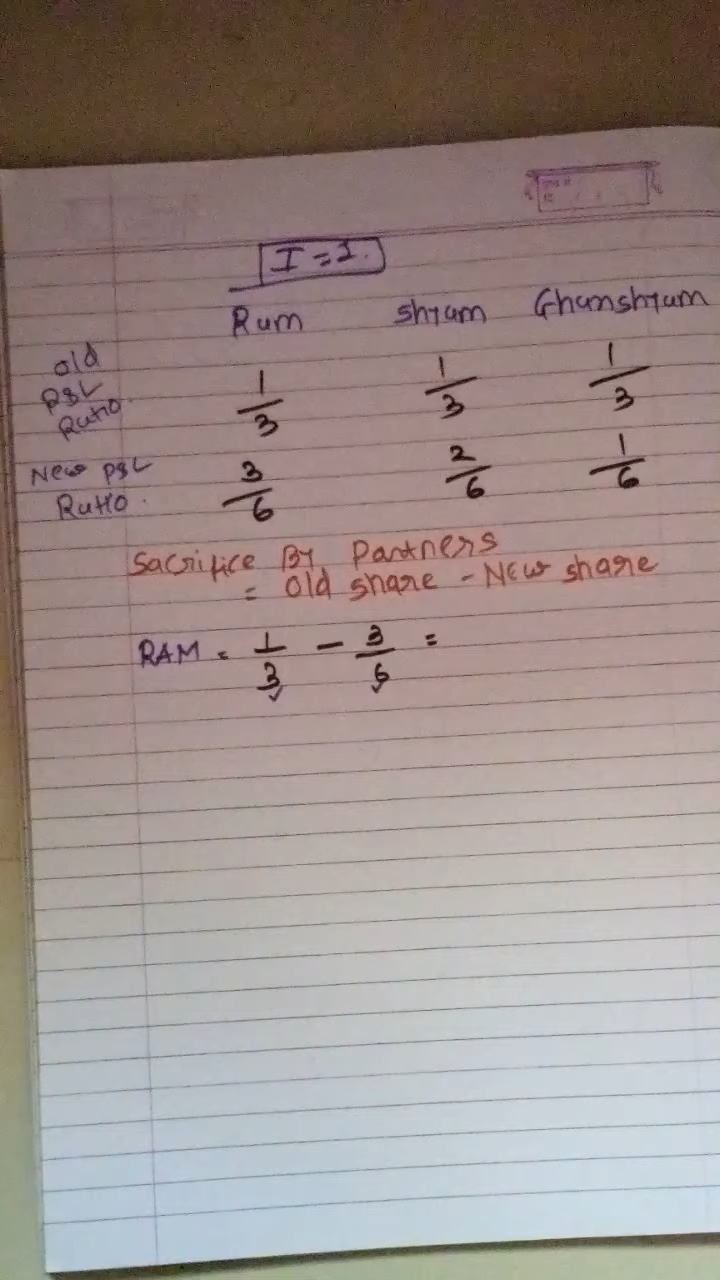 I = 1.
Ram Shyam Ghanshyam
Old
P&L
Ratio.
1/3 1/3 1/3
New P&L
Ratio.
3/6 2/6 1/6
Sacrifice By Partners
= Old share - New share
RAM = 1/3 - 3/6 =